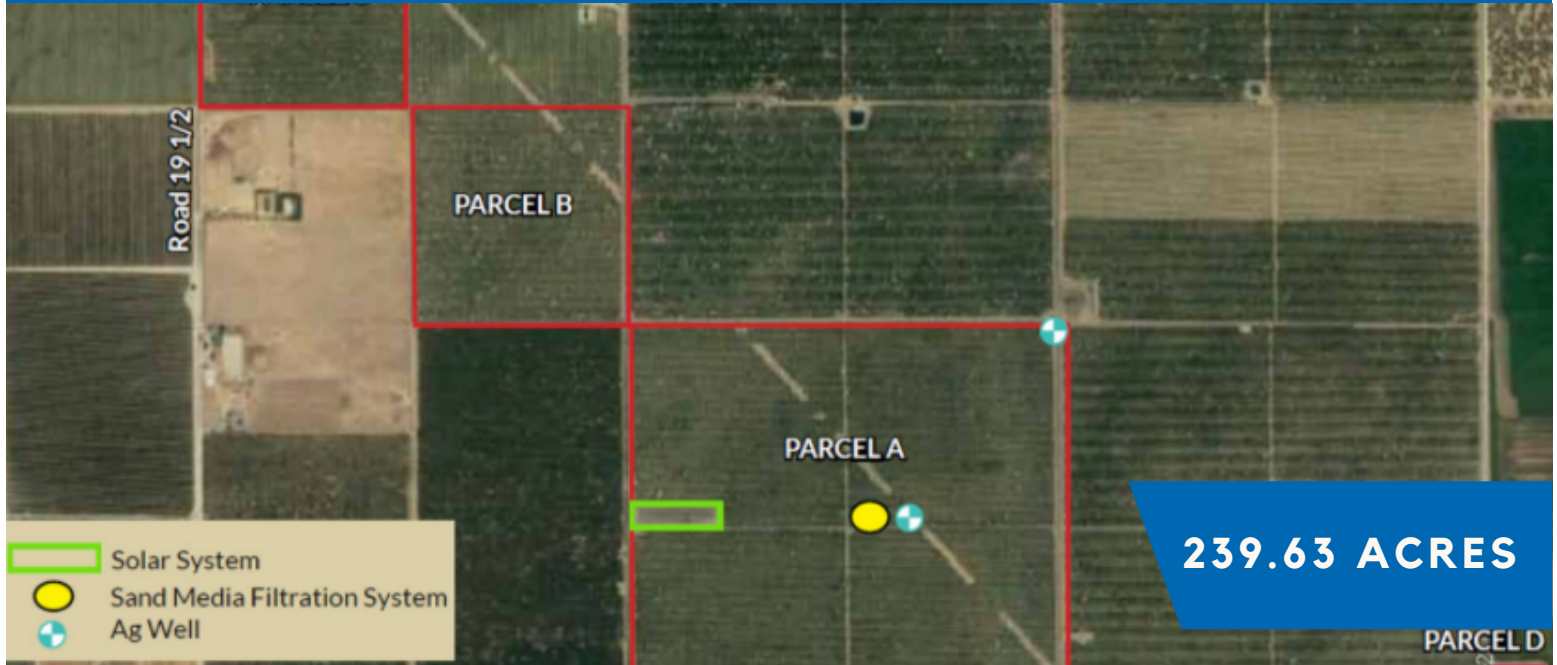 Road 19 1/2
PARCEL B
PARCEL A
Solar System
Sand Media Filtration System
Ag Well
239.63 ACRES
PARCEL D